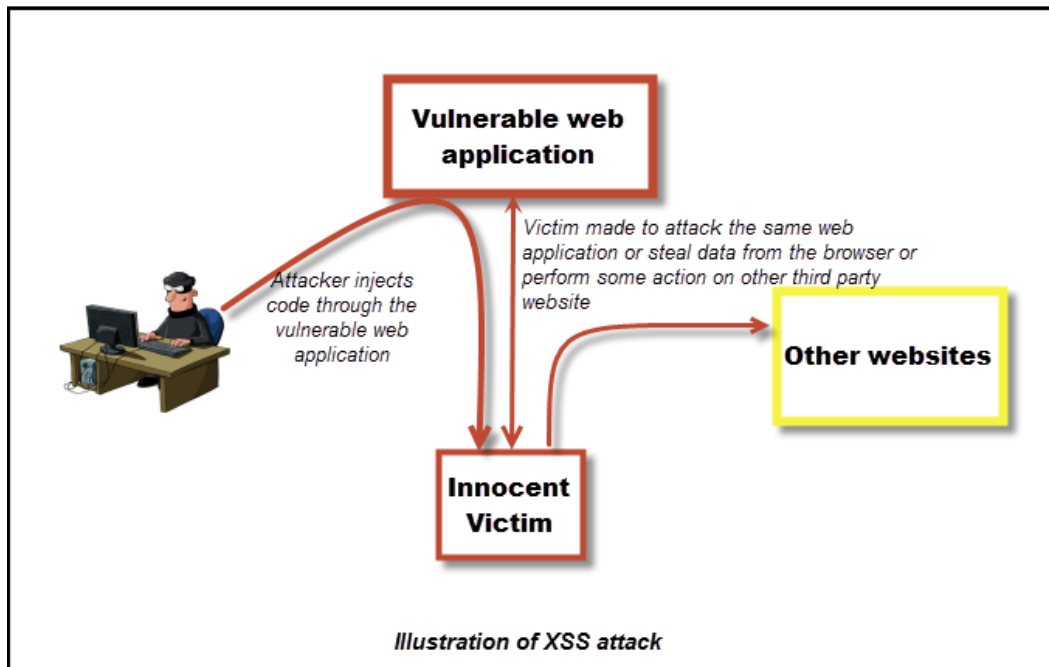 Vulnerable web
application
Victim made to attack the same web
application or steal data from the browser or
perform some action on other third party
website
Attacker injects
code through the
vulnerable web
application
Other websites
Innocent
Victim
Illustration of XSS attack